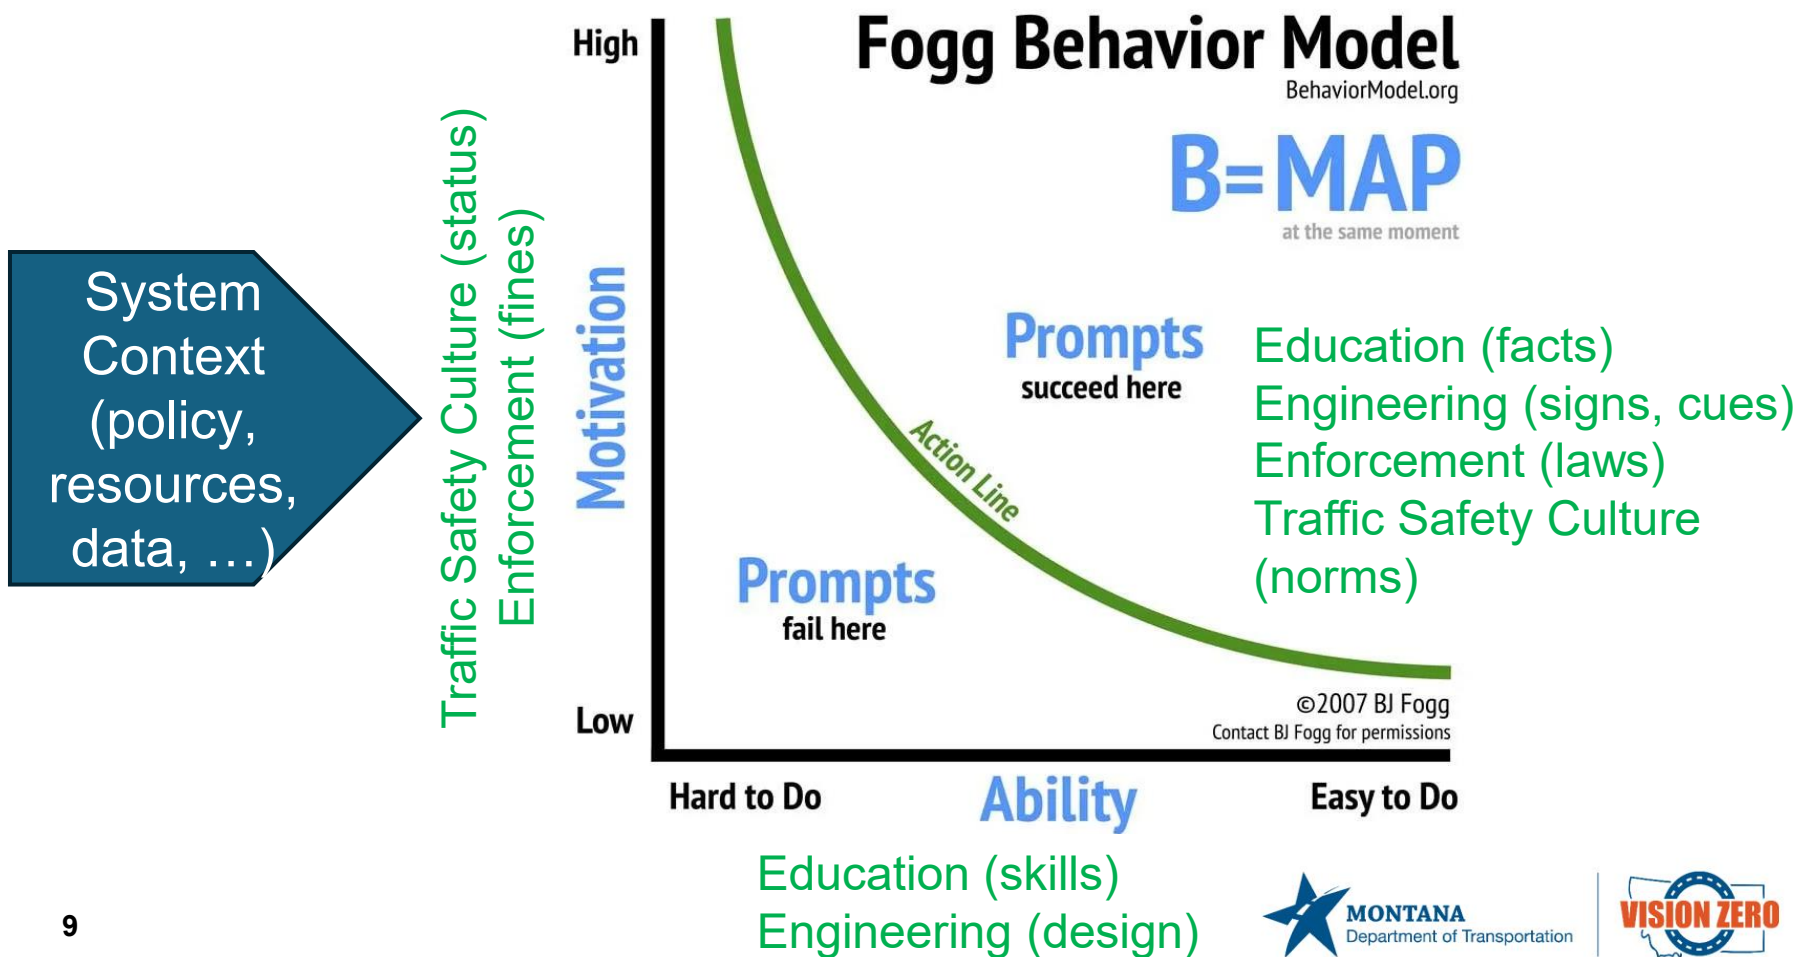 Fogg Behavior Model
BehaviorModel.org
B=MAP
at the same moment
System
Context
(policy,
resources,
data, …)
Traffic Safety Culture (status)
Enforcement (fines)
Motivation
High
Low
Prompts
succeed here
Action Line
Prompts
fail here
Education (facts)
Engineering (signs, cues)
Enforcement (laws)
Traffic Safety Culture
(norms)
©2007 BJ Fogg
Contact BJ Fogg for permissions
Hard to Do
Ability
Easy to Do
Education (skills)
Engineering (design)
9
MONTANA
Department of Transportation
VISION ZERO